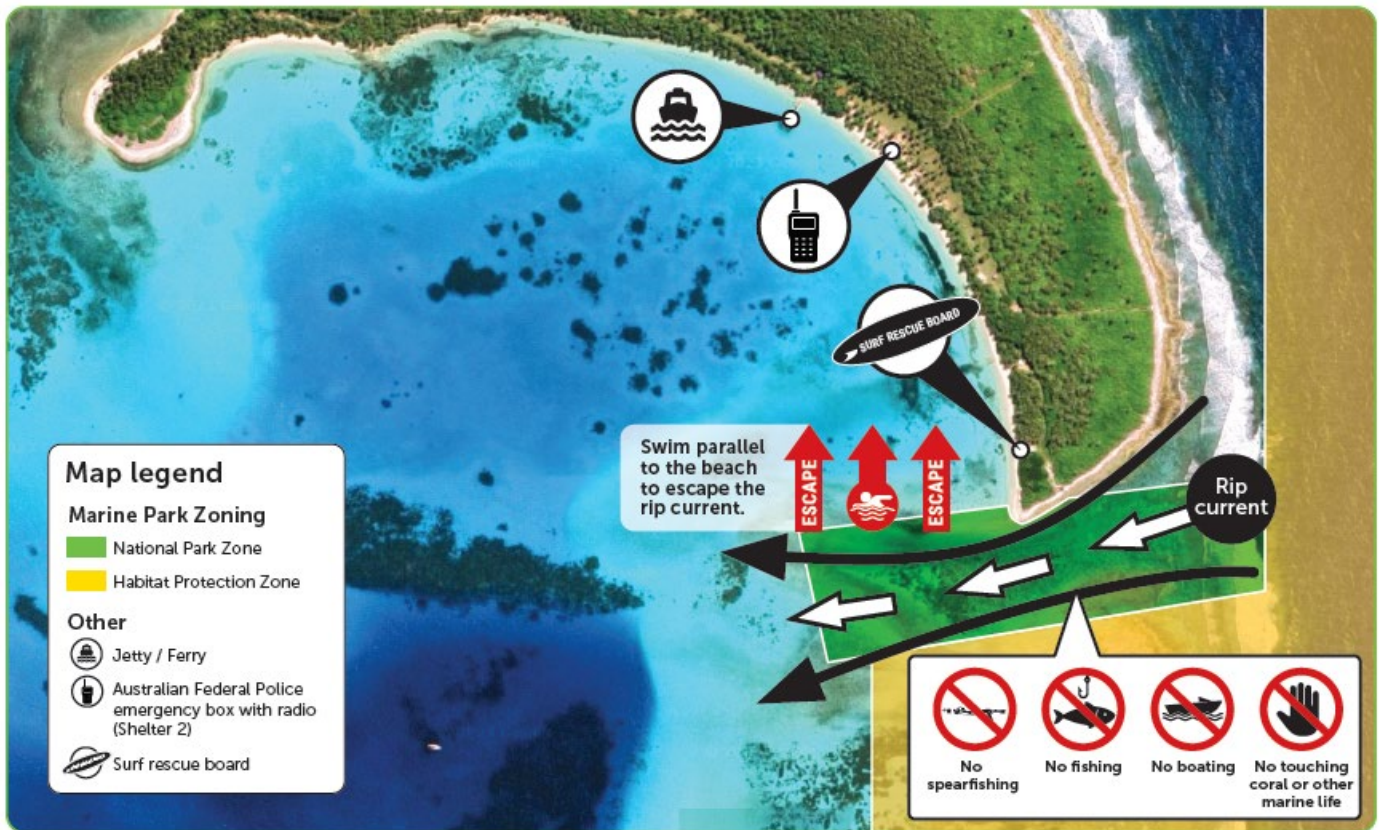 SURF RESCUE BOARD
Swim parallel
to the beach
to escape the
rip current.
ESCAPE
ESCAPE
Rip
current
Map legend
Marine Park Zoning
National Park Zone
Habitat Protection Zone
Other
Jetty / Ferry
Australian Federal Police
emergency box with radio
(Shelter 2)
Surf rescue board
No
spearfishing
No fishing
No boating
No touching
coral or other
marine life